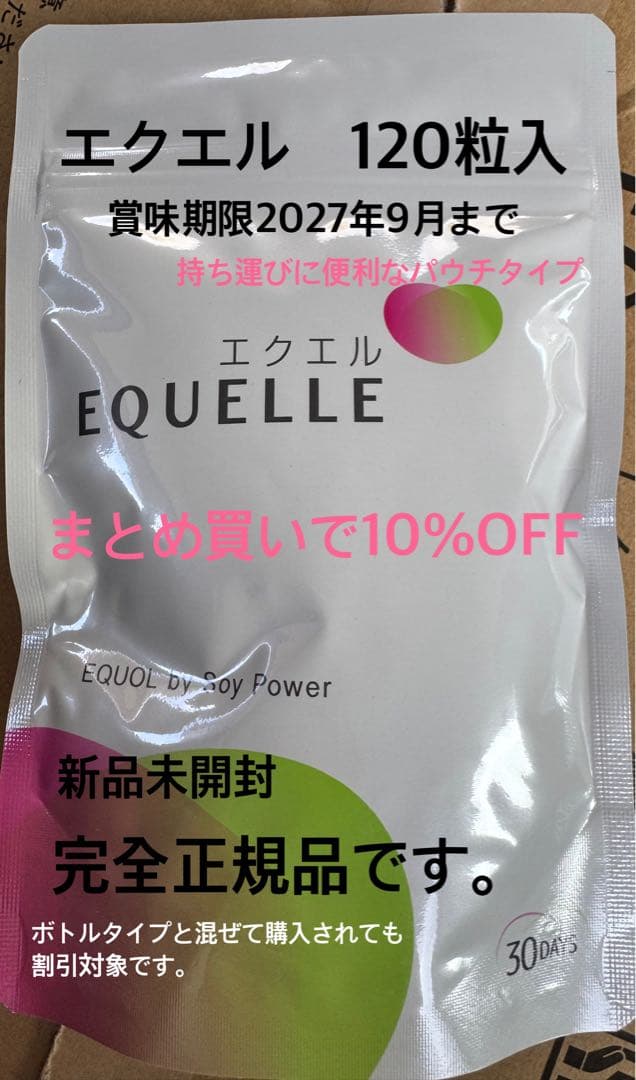 エクエル　120粒入
賞味期限2027年9月まで
持ち運びに便利なパウチタイプ
エクエル
EQUELLE
まとめ買いで10%OFF
EQUOL by Soy Power
新品未開封
完全正規品です。
ボトルタイプと混ぜて購入されても
割引対象です。
30DAYS